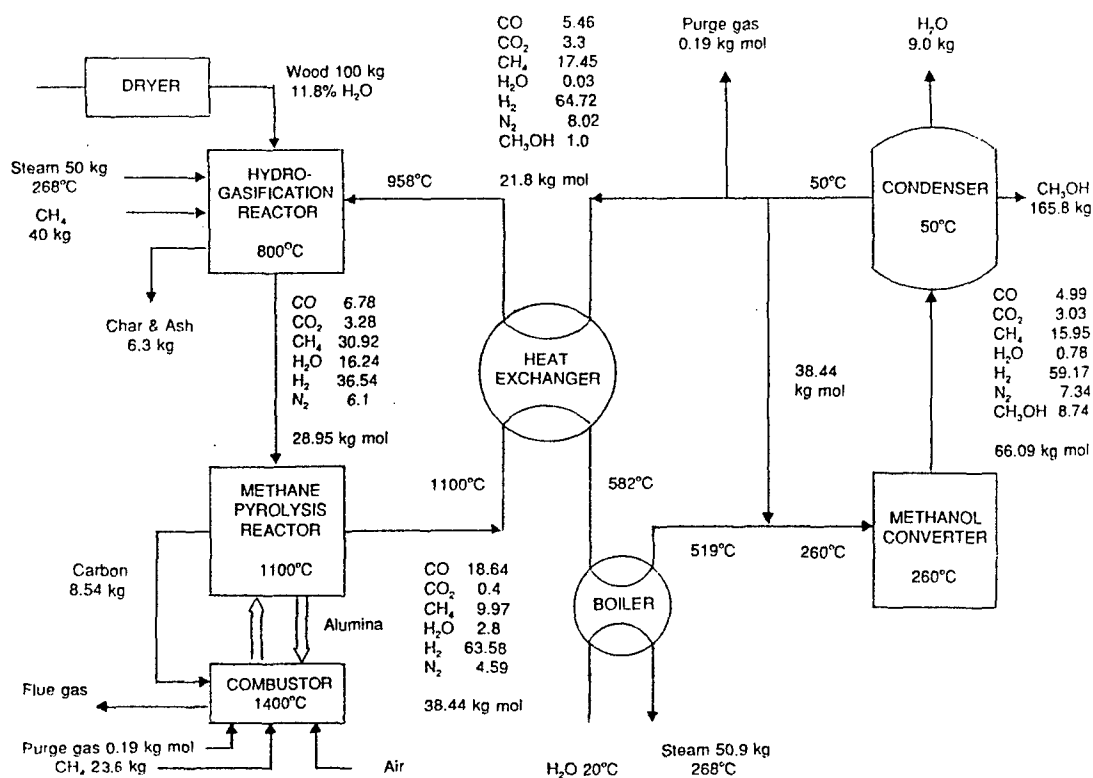 DRYER
Wood 100 kg
11.8% H₂O
Steam 50 kg
268°C
CH₄
40 kg
HYDRO-
GASIFICATION
REACTOR
800°C
Char & Ash
6.3 kg
958°C
CO 5.46
CO₂ 3.3
CH₄ 17.45
H₂O 0.03
H₂ 64.72
N₂ 8.02
CH₃OH 1.0
21.8 kg mol
Purge gas
0.19 kg mol
H₂O
9.0 kg
50°C
CONDENSER
50°C
CH₃OH
165.8 kg
CO 6.78
CO₂ 3.28
CH₄ 30.92
H₂O 16.24
H₂ 36.54
N₂ 6.1
28.95 kg mol
HEAT
EXCHANGER
38.44
kg mol
CO 4.99
CO₂ 3.03
CH₄ 15.95
H₂O 0.78
H₂ 59.17
N₂ 7.34
CH₃OH 8.74
66.09 kg mol
METHANE
PYROLYSIS
REACTOR
1100°C
1100°C
582°C
519°C
260°C
METHANOL
CONVERTER
260°C
Carbon
8.54 kg
Alumina
CO 18.64
CO₂ 0.4
CH₄ 9.97
H₂O 2.8
H₂ 63.58
N₂ 4.59
38.44 kg mol
BOILER
Flue gas
COMBUSTOR
1400°C
Purge gas 0.19 kg mol
CH₄ 23.6 kg
Air
H₂O 20°C
Steam 50.9 kg
268°C